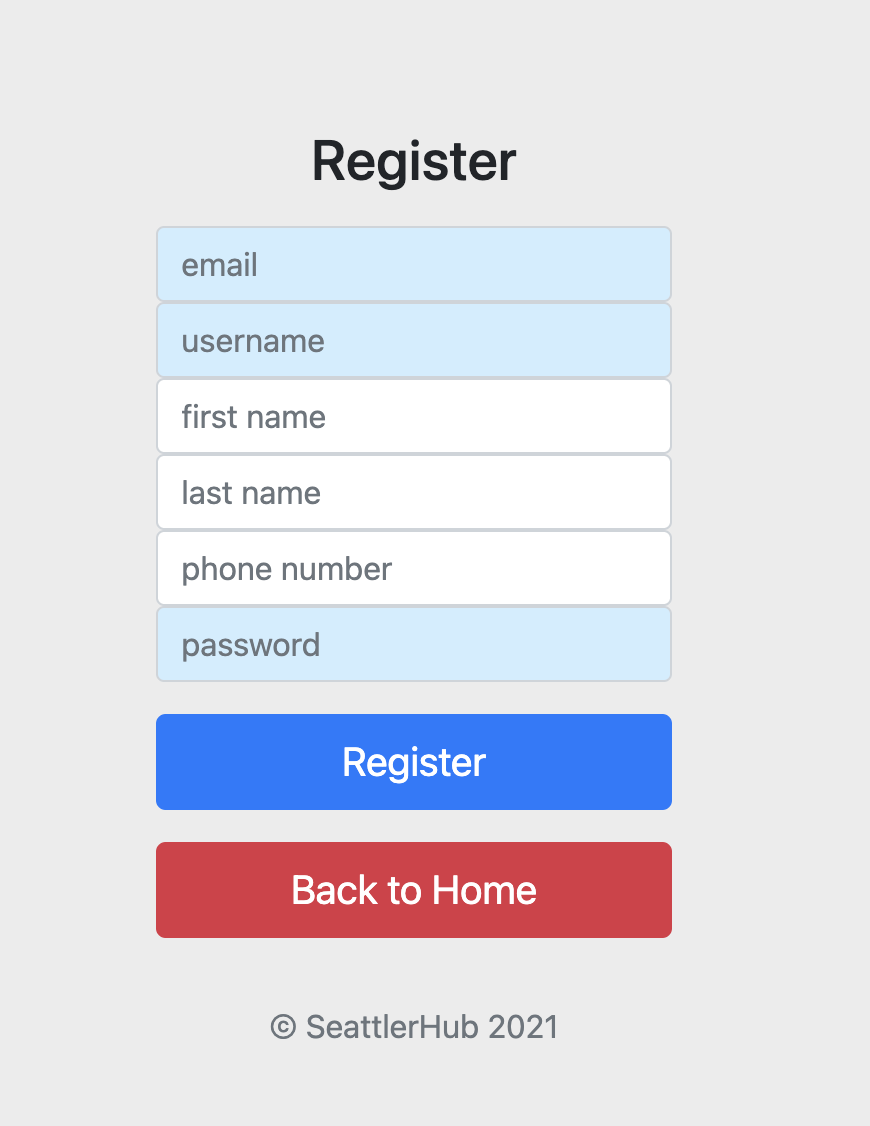 Register
email
username
first name
last name
phone number
password
Register
Back to Home
© SeattlerHub 2021